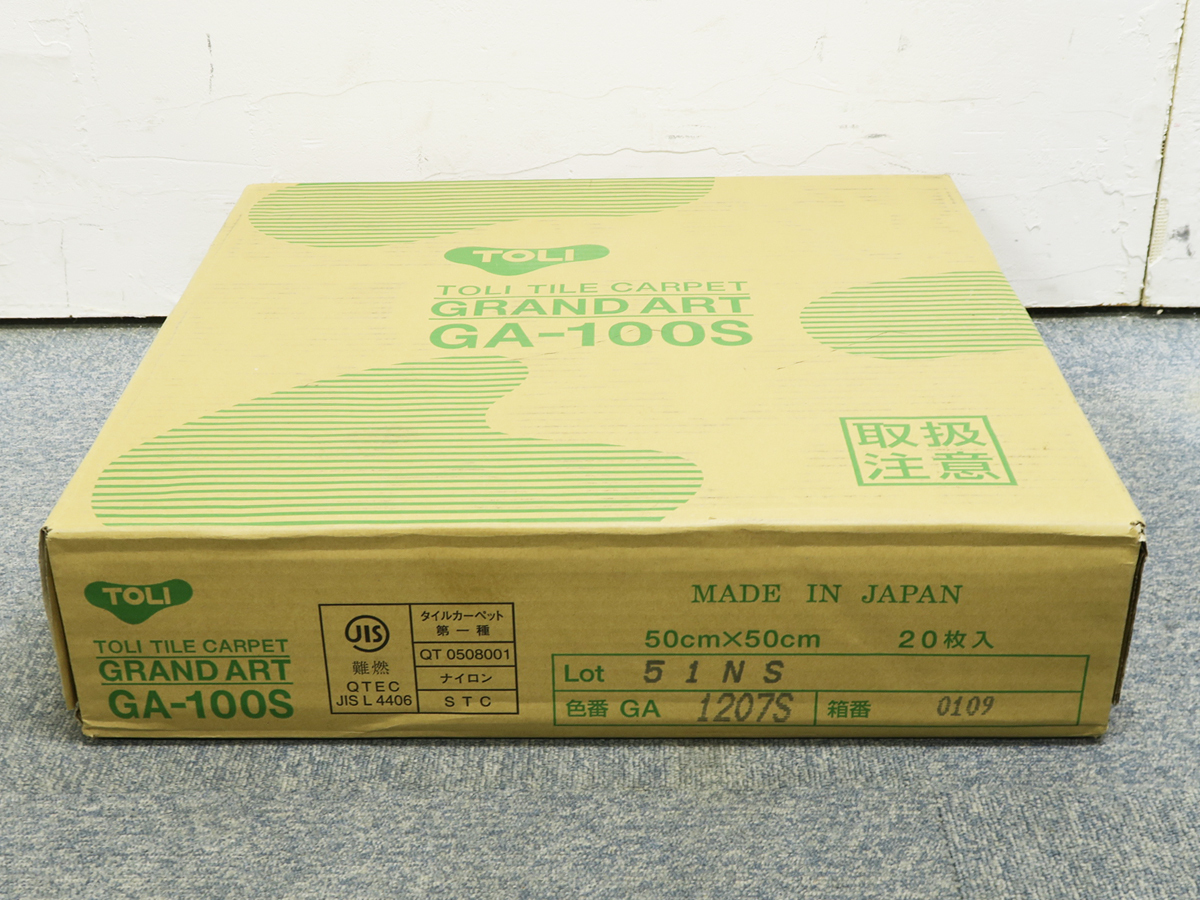 TOLI
TOLI TILE CARPET
GRAND ART
GA-100S
取扱
注意
TOLI
TOLI TILE CARPET
GRAND ART
GA-100S
JIS
難燃
QTEC
JIS L 4406
タイルカーペット
第一種
QT 0508001
ナイロン
STC
MADE IN JAPAN
50cm×50cm 20枚入
Lot 51NS
色番 GA 1207S 箱番 0109